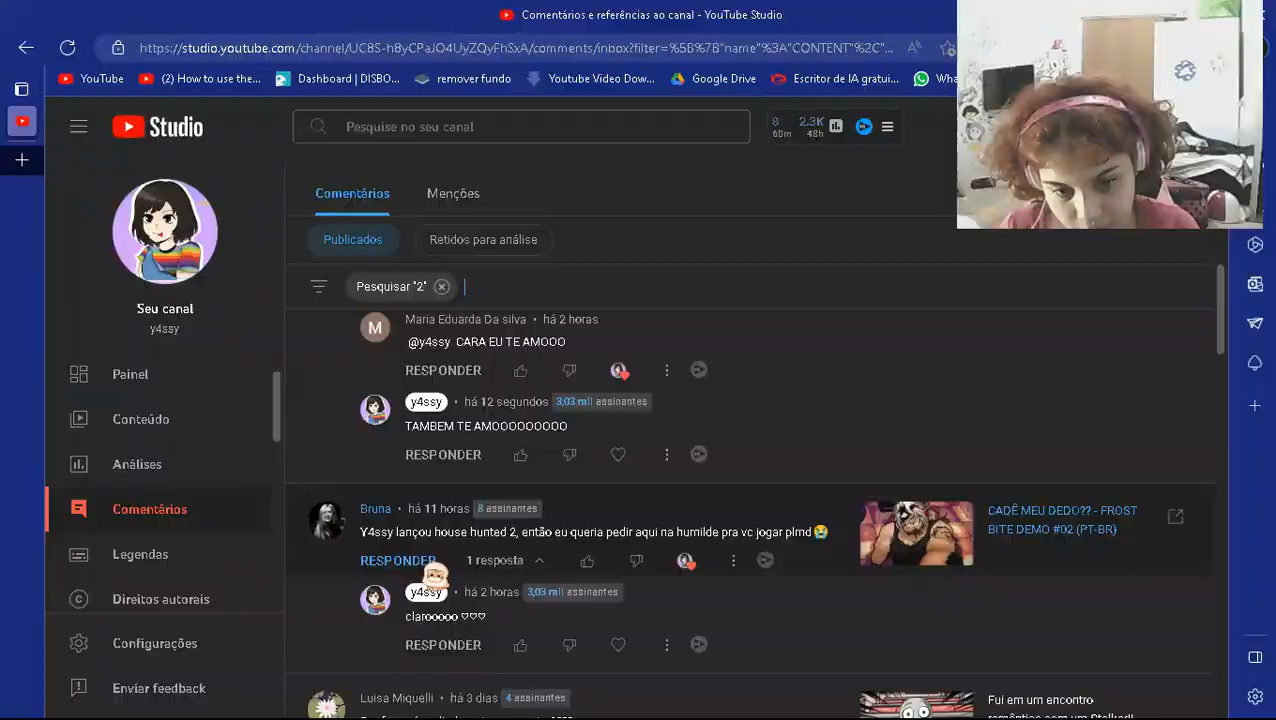 Comentários e referências ao canal - YouTube Studio
https://studio.youtube.com/channel/UC8S-h8yCPaJO4UyZQyFhSxA/comments/inbox?filter=%5B%7B"name"%3A"CONTENT"%2C"...
YouTube
(2) How to use the...
Dashboard | DISBO...
remover fundo
Youtube Video Dow...
Google Drive
Escritor de IA gratui...
Studio
Pesquise no seu canal
8
60m
2.3K
48h
Comentários
Menções
Publicados
Retidos para análise
Pesquisar "2"
Seu canal
y4ssy
Painel
Conteúdo
Análises
Comentários
Legendas
Direitos autorais
Configurações
Enviar feedback
M
Maria Eduarda Da silva • há 2 horas
@y4ssy CARA EU TE AMOOO
RESPONDER
y4ssy • há 12 segundos 3,03 mil assinantes
TAMBEM TE AMOOOOOOOOO
RESPONDER
Bruna • há 11 horas 8 assinantes
Y4ssy lançou house hunted 2, então eu queria pedir aqui na humilde pra vc jogar plmd😭
RESPONDER 1 resposta
CADÊ MEU DEDO?? - FROST
BITE DEMO #02 (PT-BR)
y4ssy • há 2 horas 3,03 mil assinantes
clarooooo ♡♡♡
RESPONDER
Luisa Miquelli • há 3 dias 4 assinantes
Fui em um encontro